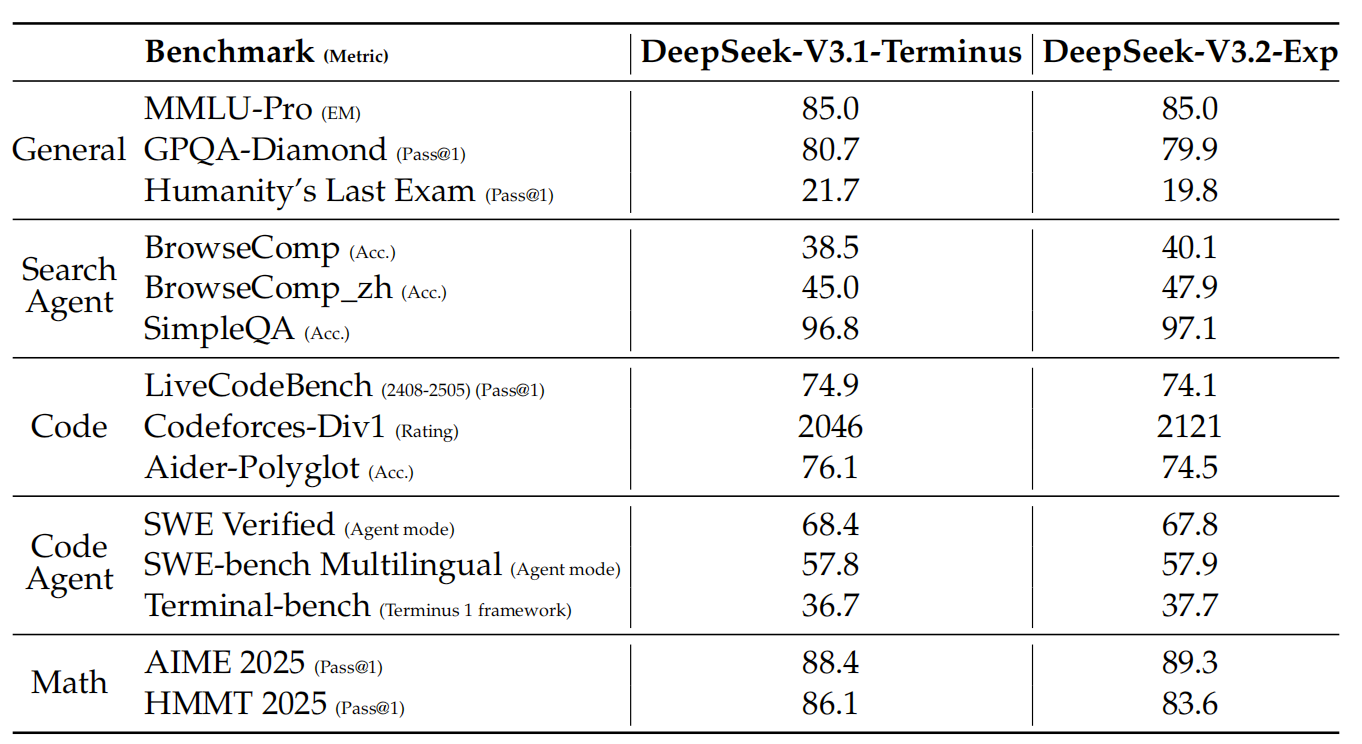 Benchmark (Metric) DeepSeek-V3.1-Terminus DeepSeek-V3.2-Exp
General
MMLU-Pro (EM) 85.0 85.0
GPQA-Diamond (Pass@1) 80.7 79.9
Humanity’s Last Exam (Pass@1) 21.7 19.8
Search
Agent
BrowseComp (Acc.) 38.5 40.1
BrowseComp_zh (Acc.) 45.0 47.9
SimpleQA (Acc.) 96.8 97.1
Code
LiveCodeBench (2408-2505) (Pass@1) 74.9 74.1
Codeforces-Div1 (Rating) 2046 2121
Aider-Polyglot (Acc.) 76.1 74.5
Code
Agent
SWE Verified (Agent mode) 68.4 67.8
SWE-bench Multilingual (Agent mode) 57.8 57.9
Terminal-bench (Terminus 1 framework) 36.7 37.7
Math
AIME 2025 (Pass@1) 88.4 89.3
HMMT 2025 (Pass@1) 86.1 83.6